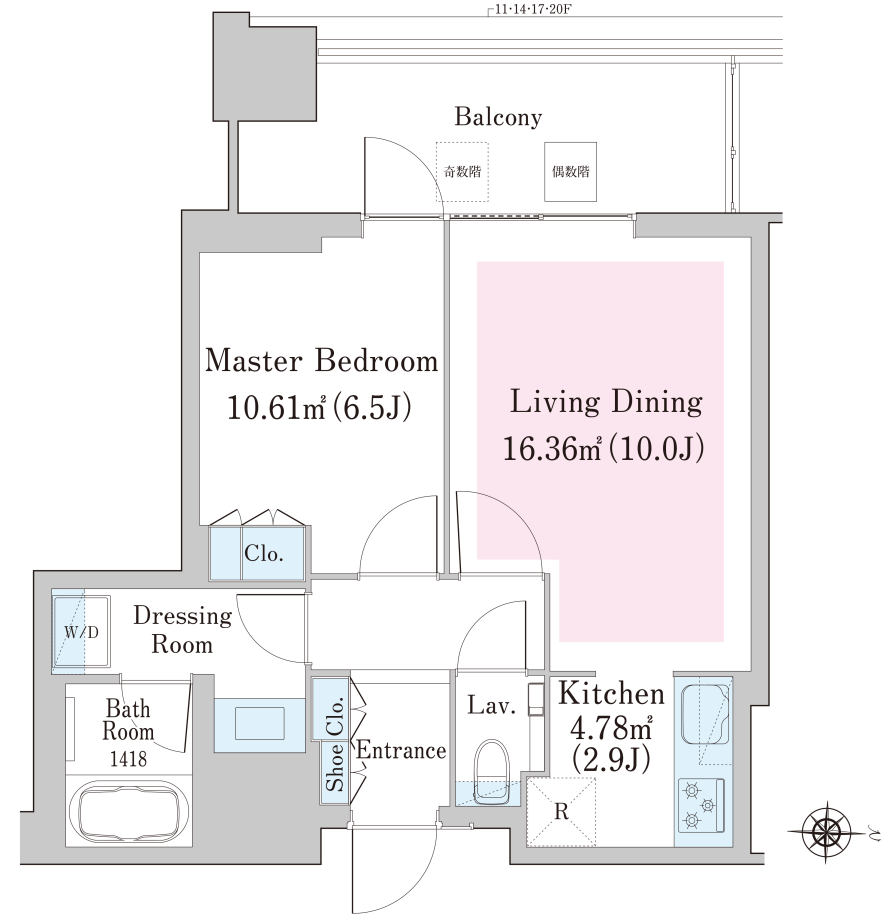 11・14・17・20F
Balcony
奇数階
偶数階
Master Bedroom
10.61㎡(6.5J)
Living Dining
16.36㎡(10.0J)
Clo.
W/D
Dressing
Room
Bath
Room
1418
Shoe Clo.
Entrance
Lav.
Kitchen
4.78㎡
(2.9J)
R
N